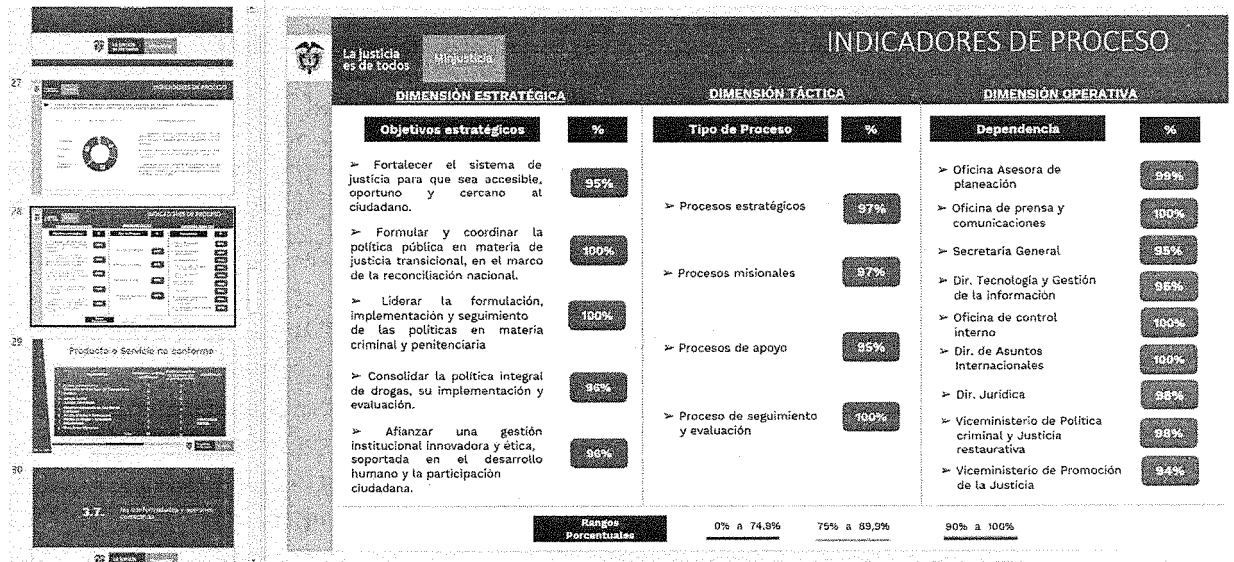 27
28
29
30
Producto o Servicio no conforme
3.7.
La justicia
es de todos
Minjusticia
INDICADORES DE PROCESO
DIMENSIÓN ESTRATÉGICA
Objetivos estratégicos %
➢ Fortalecer el sistema de
justicia para que sea accesible,
oportuno y cercano al
ciudadano.
95%
➢ Formular y coordinar la
política pública en materia de
justicia transicional, en el marco
de la reconciliación nacional.
100%
➢ Liderar la formulación,
implementación y seguimiento
de las políticas en materia
criminal y penitenciaria
100%
➢ Consolidar la política integral
de drogas, su implementación y
evaluación.
96%
➢ Afianzar una gestión
institucional innovadora y ética,
soportada en el desarrollo
humano y la participación
ciudadana.
96%
DIMENSIÓN TÁCTICA
Tipo de Proceso %
➢ Procesos estratégicos 97%
➢ Procesos misionales 97%
➢ Procesos de apoyo 95%
➢ Proceso de seguimiento
y evaluación
100%
DIMENSIÓN OPERATIVA
Dependencia %
➢ Oficina Asesora de
planeación
99%
➢ Oficina de prensa y
comunicaciones
100%
➢ Secretaría General 95%
➢ Dir. Tecnología y Gestión
de la información
96%
➢ Oficina de control
interno
100%
➢ Dir. de Asuntos
Internacionales
100%
➢ Dir. Jurídica 98%
➢ Viceministerio de Política
criminal y Justicia
restaurativa
98%
➢ Viceministerio de Promoción
de la Justicia
94%
Rangos
Porcentuales
0% a 74,9% 75% a 89,9% 90% a 100%